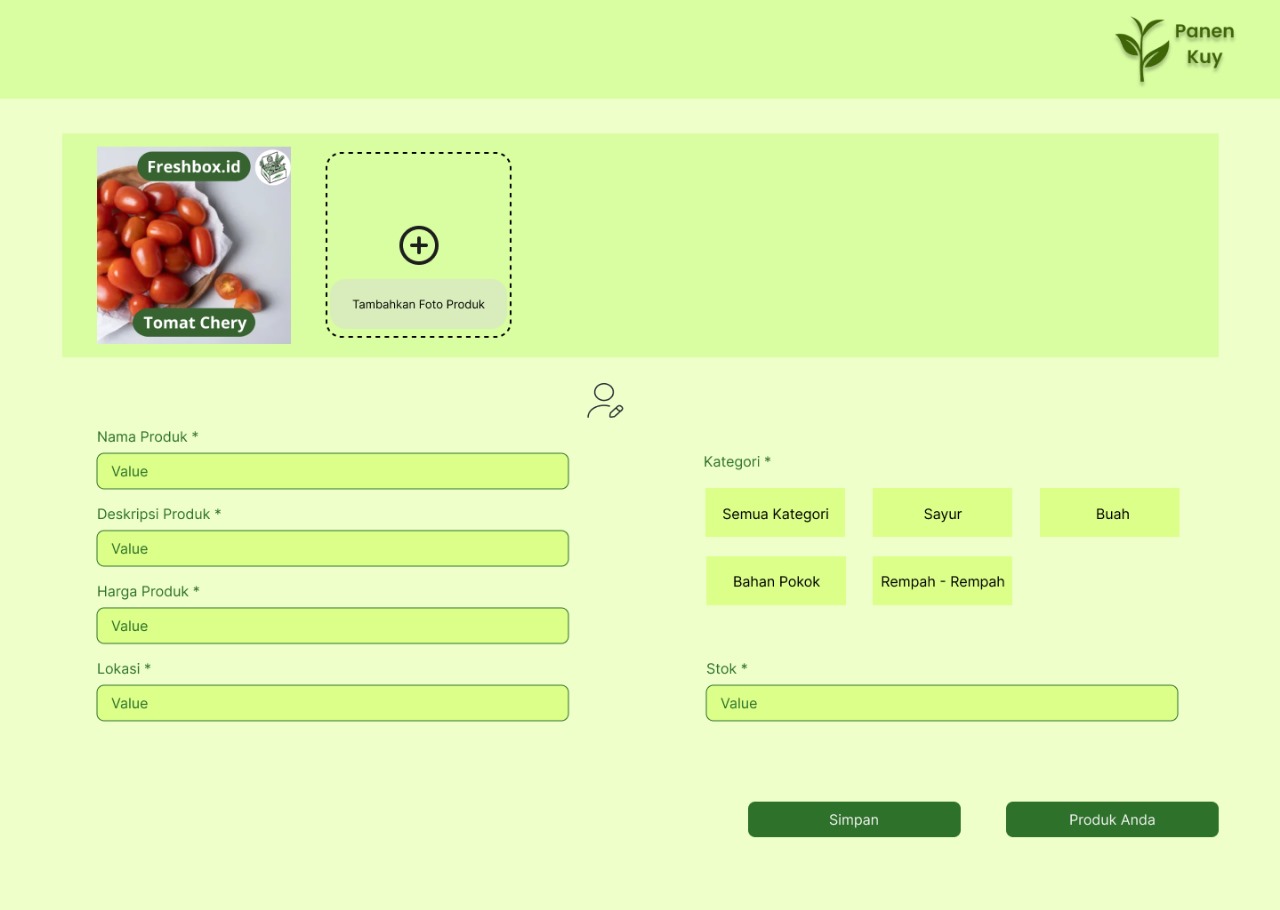 Panen
Kuy
Freshbox.id
Tomat Chery
Tambahkan Foto Produk
Nama Produk *
Value
Deskripsi Produk *
Value
Harga Produk *
Value
Lokasi *
Value
Kategori *
Semua Kategori
Sayur
Buah
Bahan Pokok
Rempah - Rempah
Stok *
Value
Simpan
Produk Anda